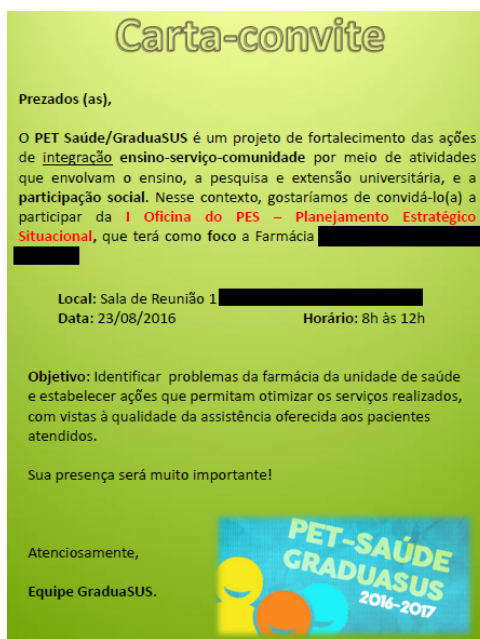 Carta-convite
Prezados (as),
O PET Saúde/GraduaSUS é um projeto de fortalecimento das ações
de integração ensino-serviço-comunidade por meio de atividades
que envolvam o ensino, a pesquisa e extensão universitária, e a
participação social. Nesse contexto, gostaríamos de convidá-lo(a) a
participar da I Oficina do PES – Planejamento Estratégico
Situacional, que terá como foco a Farmácia
Local: Sala de Reunião 1
Data: 23/08/2016 Horário: 8h às 12h
Objetivo: Identificar problemas da farmácia da unidade de saúde
e estabelecer ações que permitam otimizar os serviços realizados,
com vistas à qualidade da assistência oferecida aos pacientes
atendidos.
Sua presença será muito importante!
Atenciosamente,
Equipe GraduaSUS.
PET-SAÚDE
GRADUASUS
2016-2017